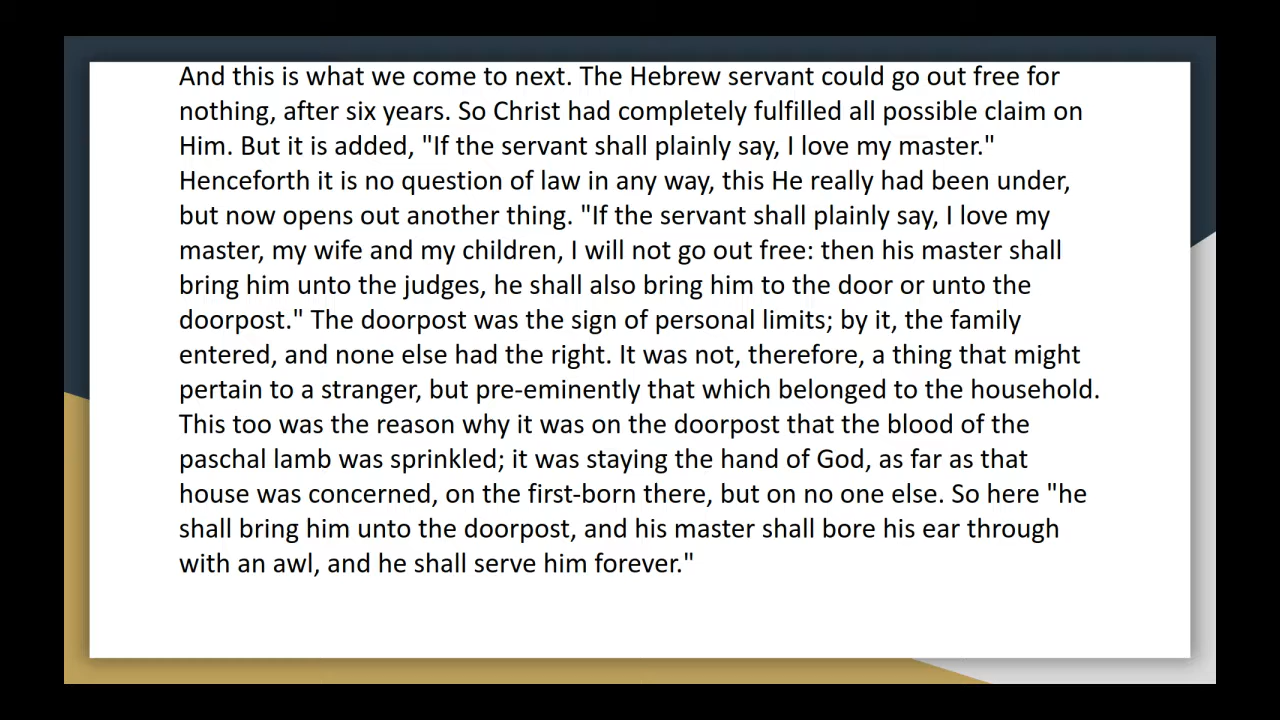 And this is what we come to next. The Hebrew servant could go out free for
nothing, after six years. So Christ had completely fulfilled all possible claim on
Him. But it is added, "If the servant shall plainly say, I love my master."
Henceforth it is no question of law in any way, this He really had been under,
but now opens out another thing. "If the servant shall plainly say, I love my
master, my wife and my children, I will not go out free: then his master shall
bring him unto the judges, he shall also bring him to the door or unto the
doorpost." The doorpost was the sign of personal limits; by it, the family
entered, and none else had the right. It was not, therefore, a thing that might
pertain to a stranger, but pre-eminently that which belonged to the household.
This too was the reason why it was on the doorpost that the blood of the
paschal lamb was sprinkled; it was staying the hand of God, as far as that
house was concerned, on the first-born there, but on no one else. So here "he
shall bring him unto the doorpost, and his master shall bore his ear through
with an awl, and he shall serve him forever."